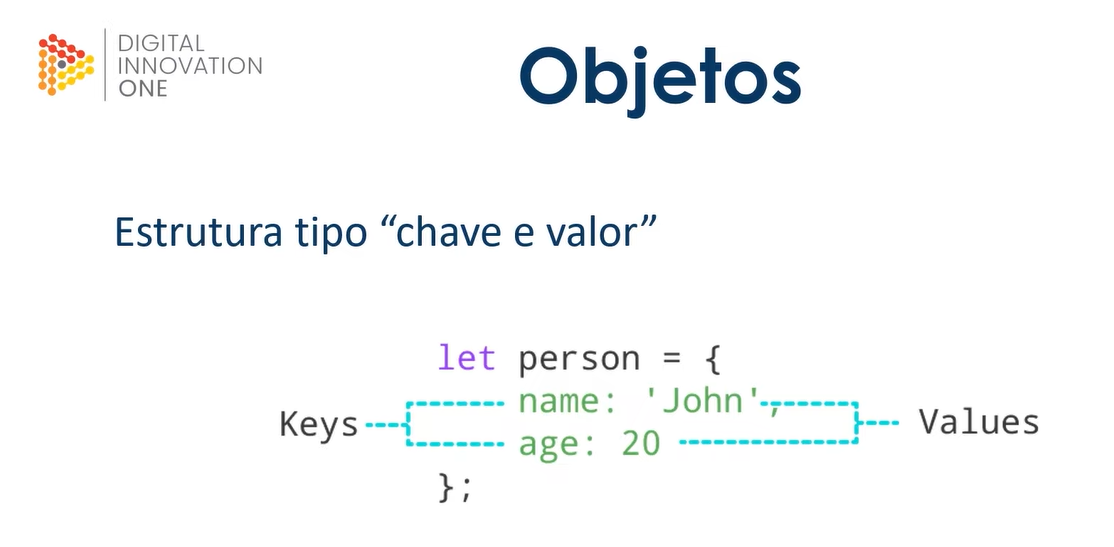 DIGITAL
INNOVATION
ONE
Objetos
Estrutura tipo “chave e valor”
let person = {
name: 'John',
age: 20
};
Keys
Values